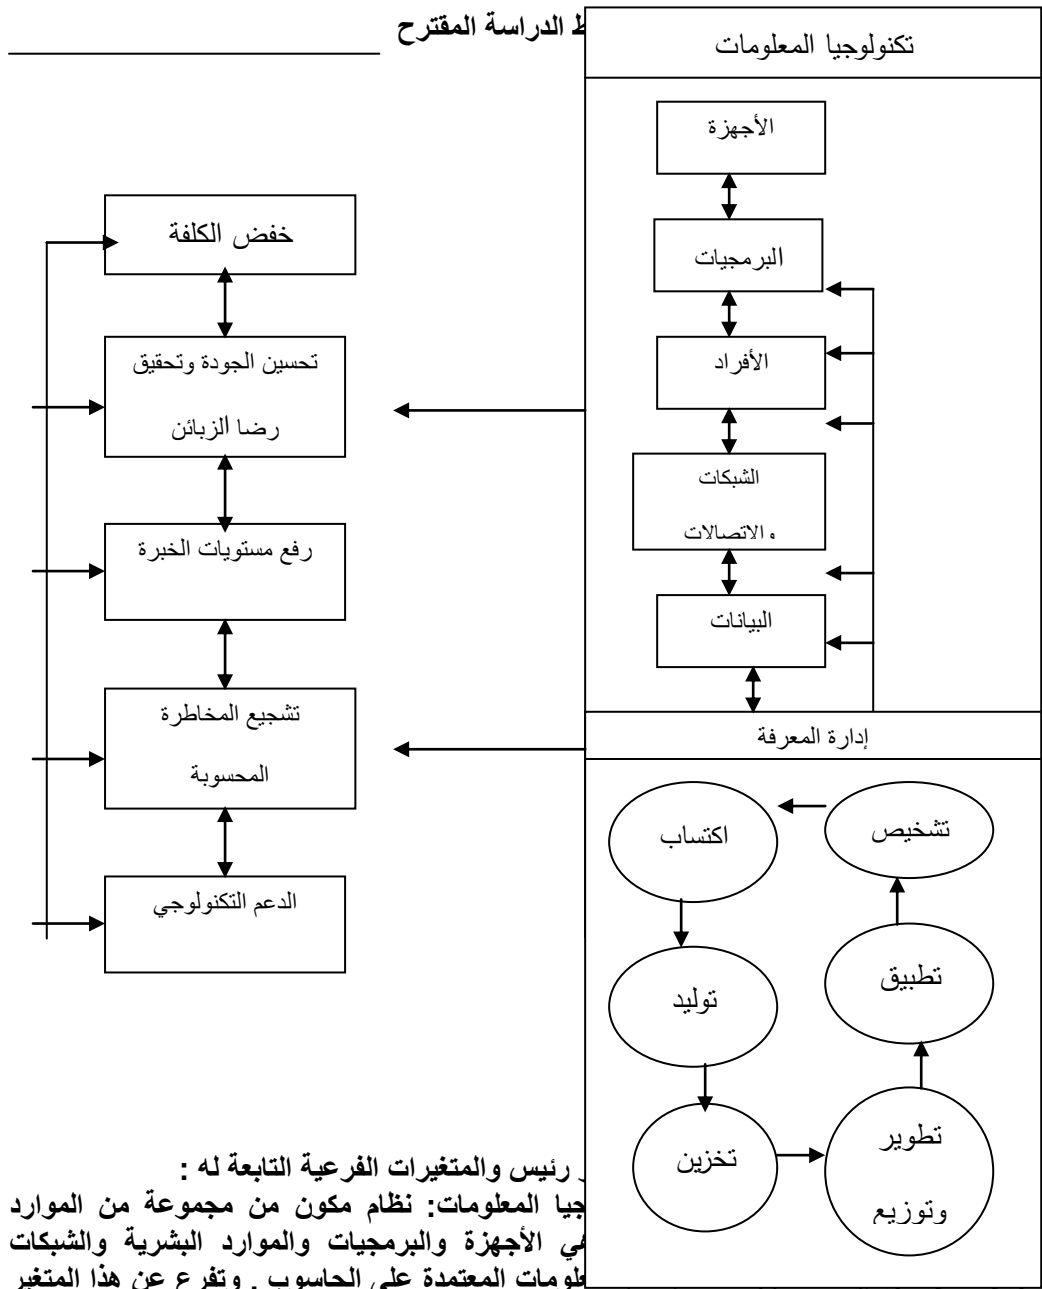 الدراسة المقترح
تكنولوجيا المعلومات
الأجهزة
البرمجيات
الأفراد
الشبكات
والاتصالات
البيانات
خفض الكلفة
تحسين الجودة وتحقيق
رضا الزبائن
رفع مستويات الخبرة
تشجيع المخاطرة
المحسوبة
الدعم التكنولوجي
إدارة المعرفة
تشخيص
اكتساب
تطبيق
توليد
تطوير
وتوزيع
تخزين
رئيس والمتغيرات الفرعية التابعة له :
المعلومات: نظام مكون من مجموعة من الموارد
الأجهزة والبرمجيات والموارد البشرية والشبكات
المعتمدة على الحاسوب . وتفرع عن هذا المتغير